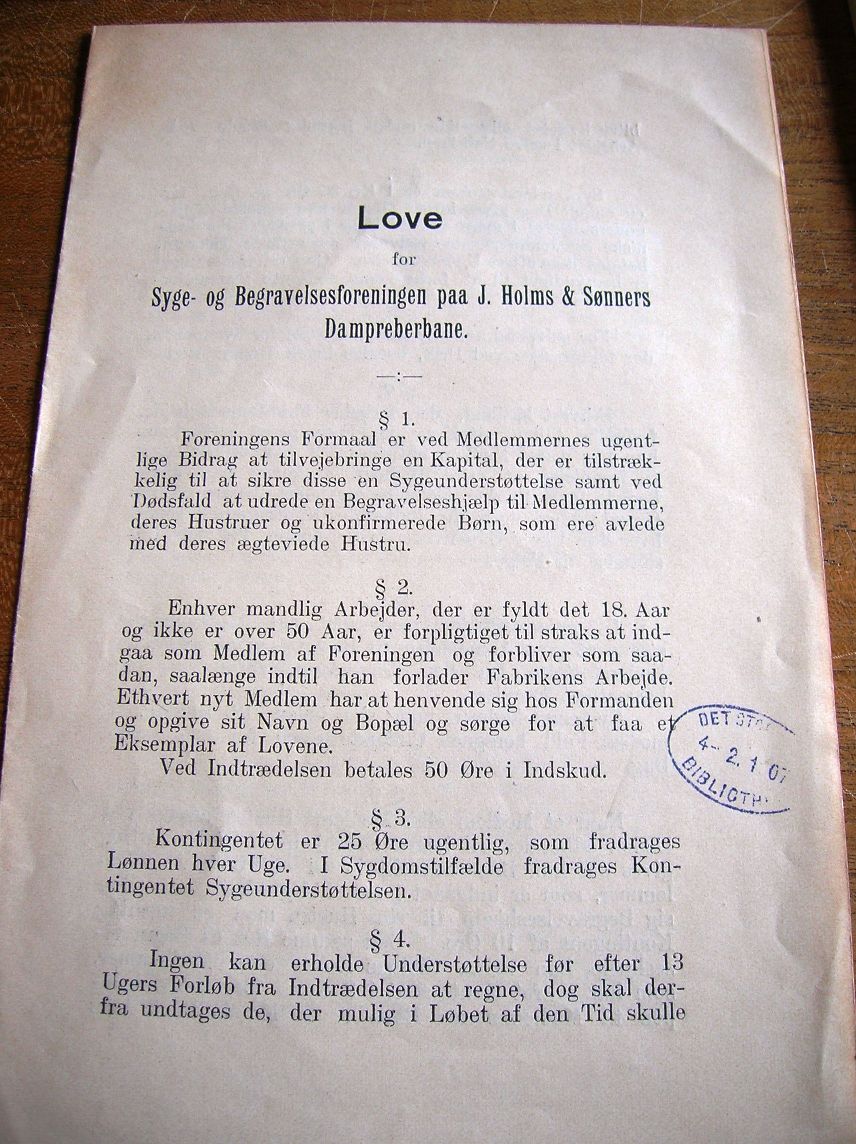 Love
for
Syge- og Begravelsesforeningen paa J. Holms & Sønners
Dampreberbane.
—:—
§ 1.
Foreningens Formaal er ved Medlemmernes ugent-
lige Bidrag at tilvejebringe en Kapital, der er tilstræk-
kelig til at sikre disse en Sygeunderstøttelse samt ved
Dødsfald at udrede en Begravelseshjælp til Medlemmerne,
deres Hustruer og ukonfirmerede Børn, som ere avlede
med deres ægteviede Hustru.
§ 2.
Enhver mandlig Arbejder, der er fyldt det 18. Aar
og ikke er over 50 Aar, er forpligtiget til straks at ind-
gaa som Medlem af Foreningen og forbliver som saa-
dan, saalænge indtil han forlader Fabrikens Arbejde.
Ethvert nyt Medlem har at henvende sig hos Formanden
og opgive sit Navn og Bopæl og sørge for at faa et
Eksemplar af Lovene.
Ved Indtrædelsen betales 50 Øre i Indskud.
DET ST
4-2.107
BIBLIOTH
§ 3.
Kontingentet er 25 Øre ugentlig, som fradrages
Lønnen hver Uge. I Sygdomstilfælde fradrages Kon-
tingentet Sygeunderstøttelsen.
§ 4.
Ingen kan erholde Understøttelse før efter 13
Ugers Forløb fra Indtrædelsen at regne, dog skal der-
fra undtages de, der mulig i Løbet af den Tid skulle